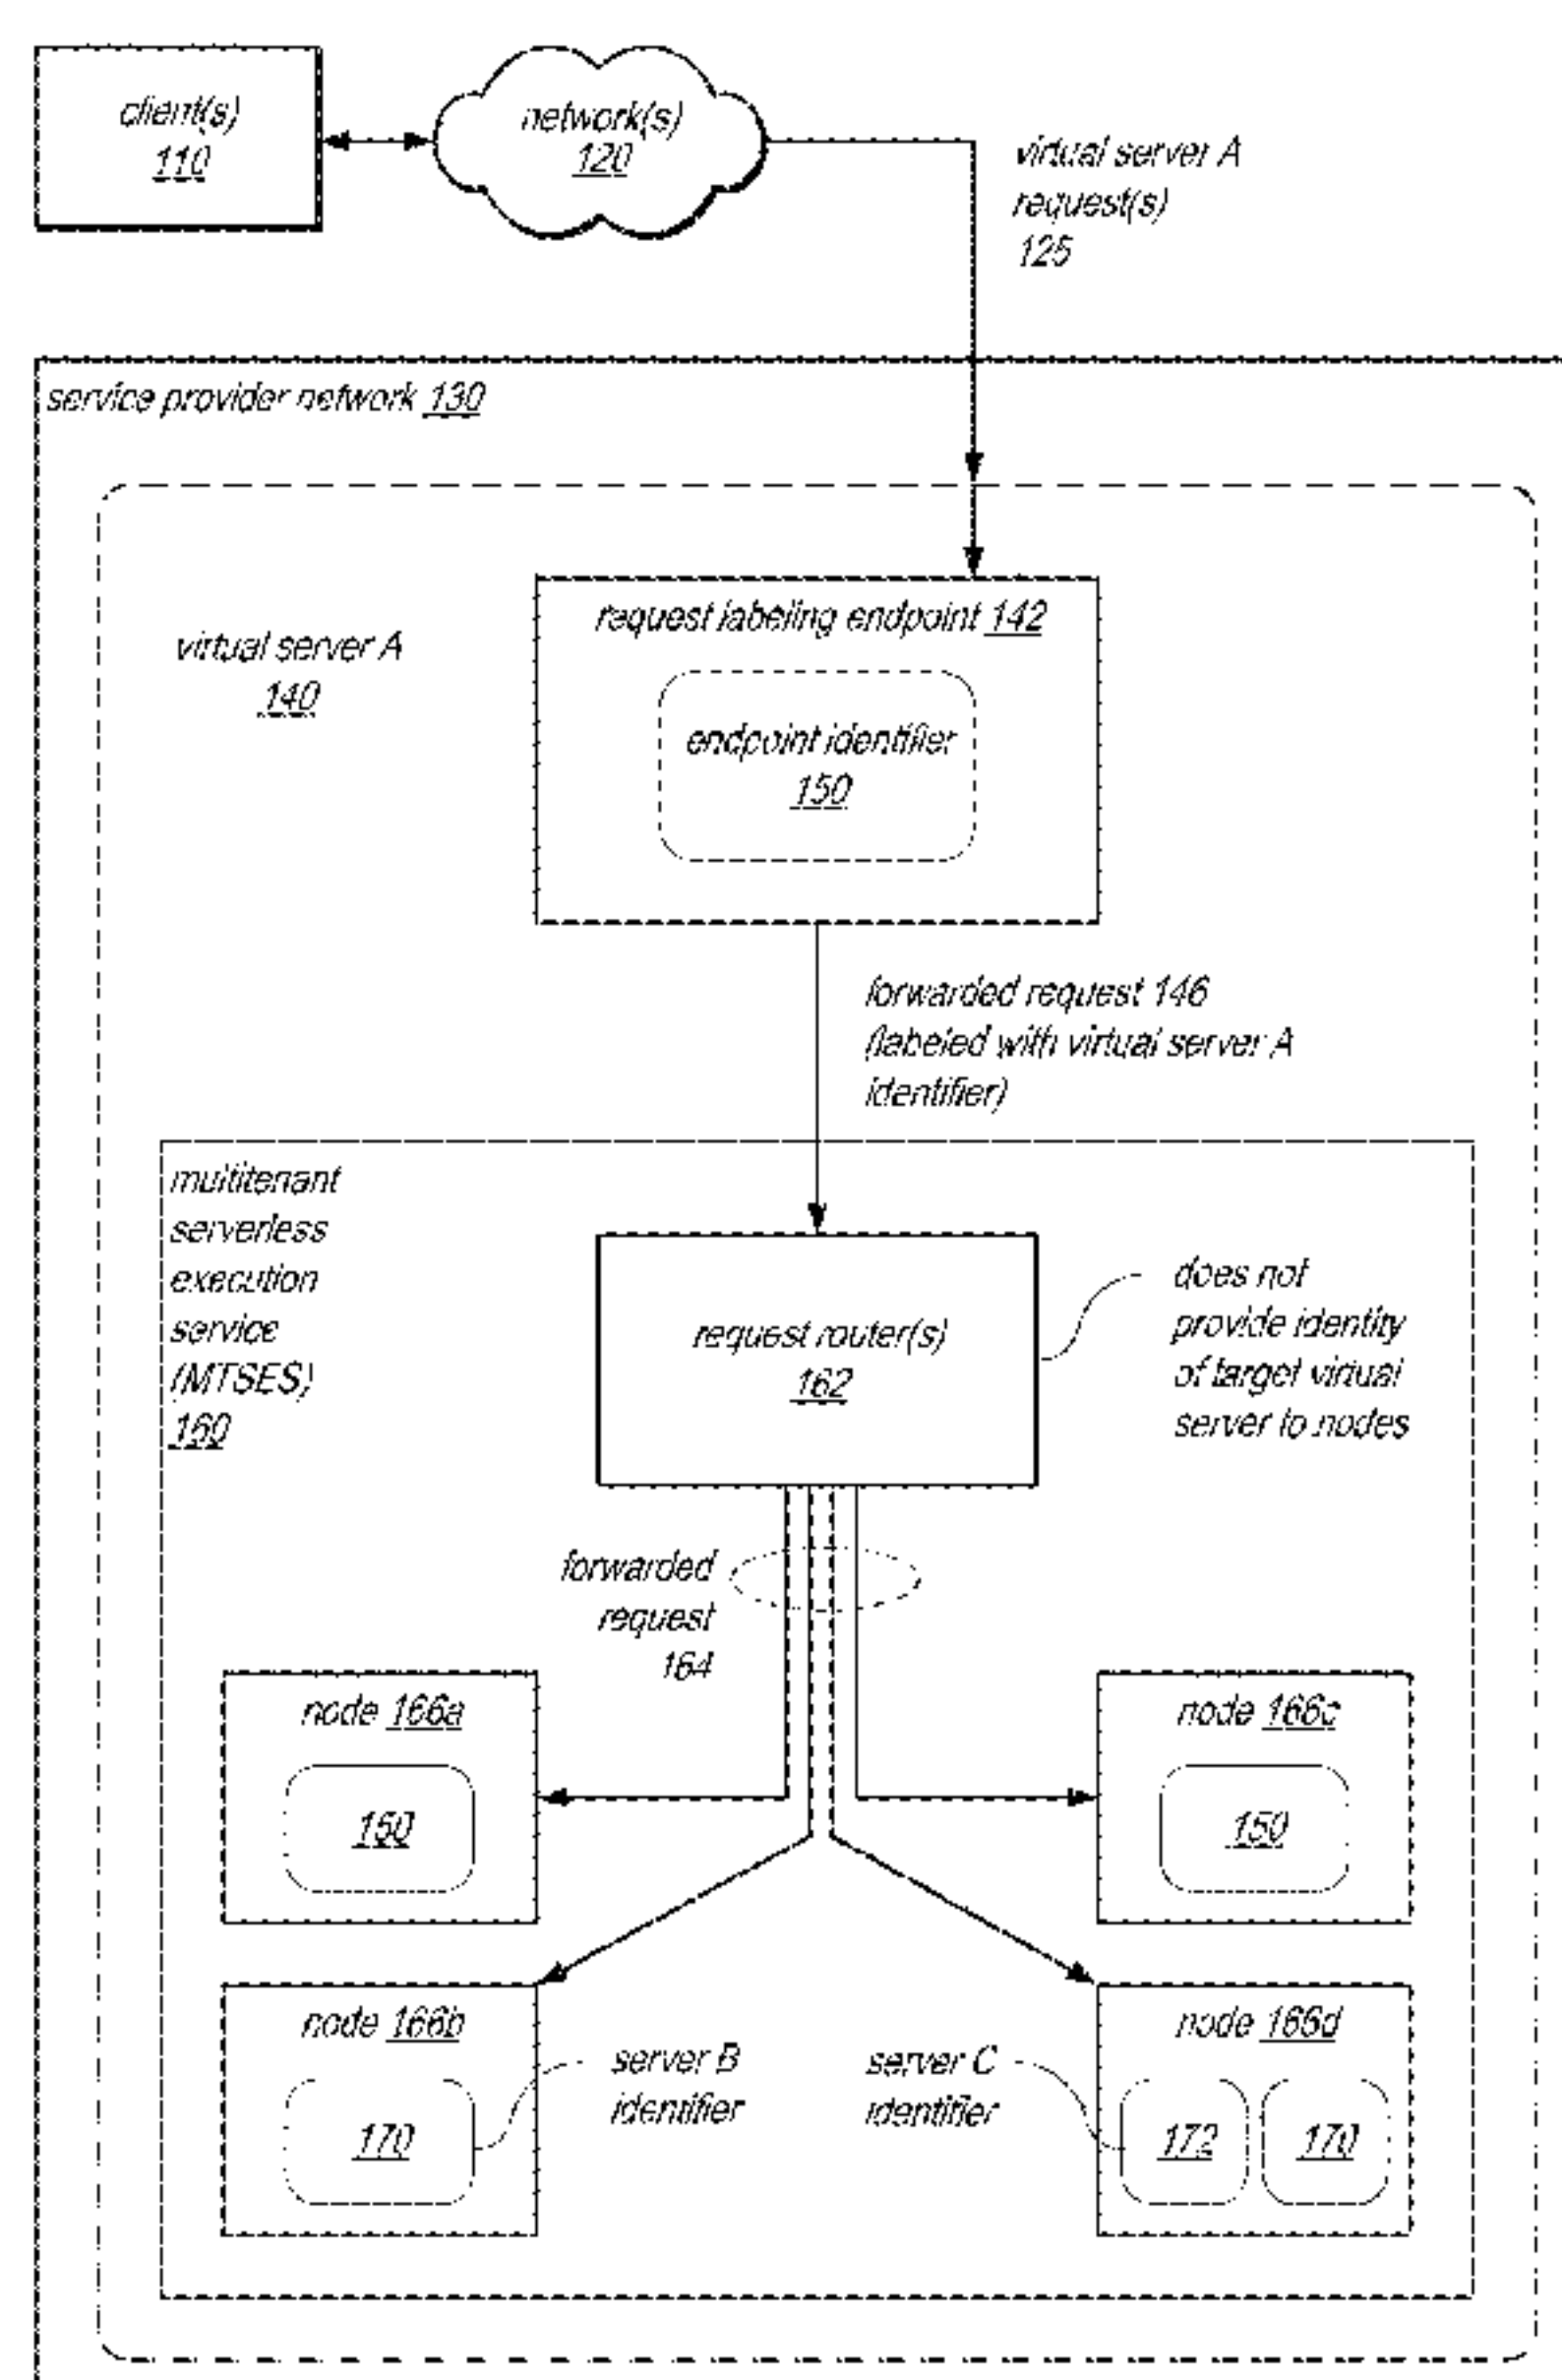 client(s)
110
network(s)
120
virtual server A
request(s)
125
service provider network 130
virtual server A
140
request labeling endpoint 142
endpoint identifier
150
forwarded request 146
(labeled with virtual server A
identifier)
multitenant
serverless
execution
service
(MTSES)
160
request router(s)
162
does not
provide identity
of target virtual
server to nodes
forwarded
request
164
node 166a
150
node 166c
150
node 166b
170
server B
identifier
server C
identifier
node 166d
172
170